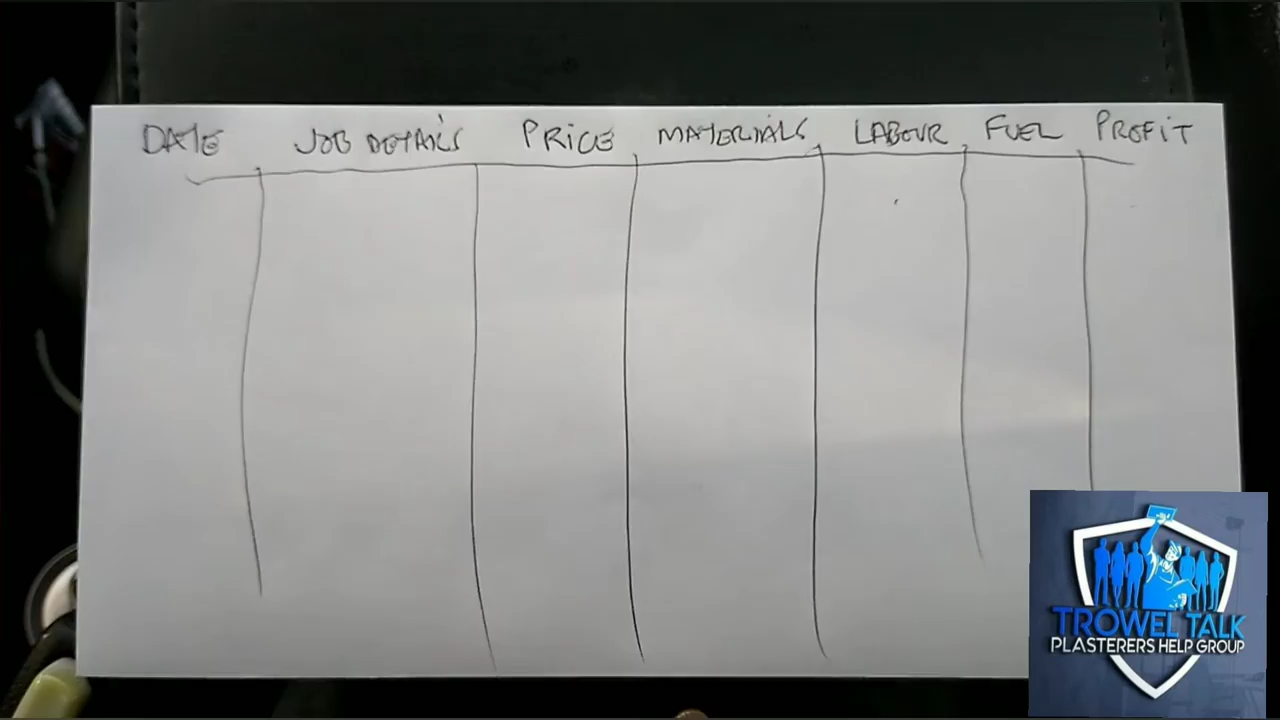 DATE JOB DETAILS PRICE MATERIALS LABOUR FUEL PROFIT
TROWEL TALK
PLASTERERS HELP GROUP